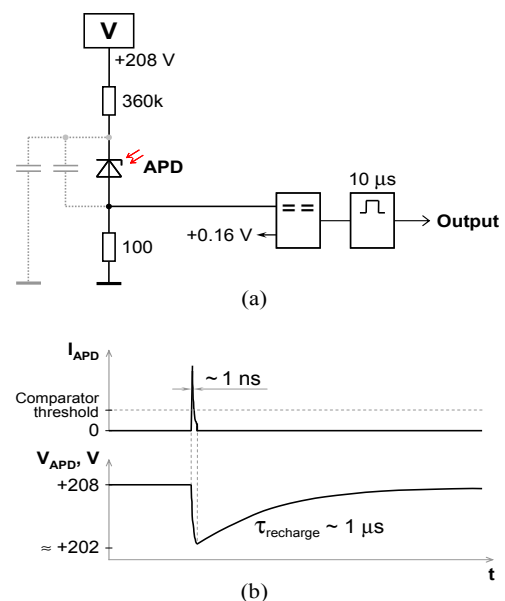 V
+208 V
360k
APD
10 μs
= =
+0.16 V
Output
100
(a)
I_APD
~ 1 ns
Comparator
threshold
0
V_APD, V
+208
τ_recharge ~ 1 μs
≈ +202
t
(b)